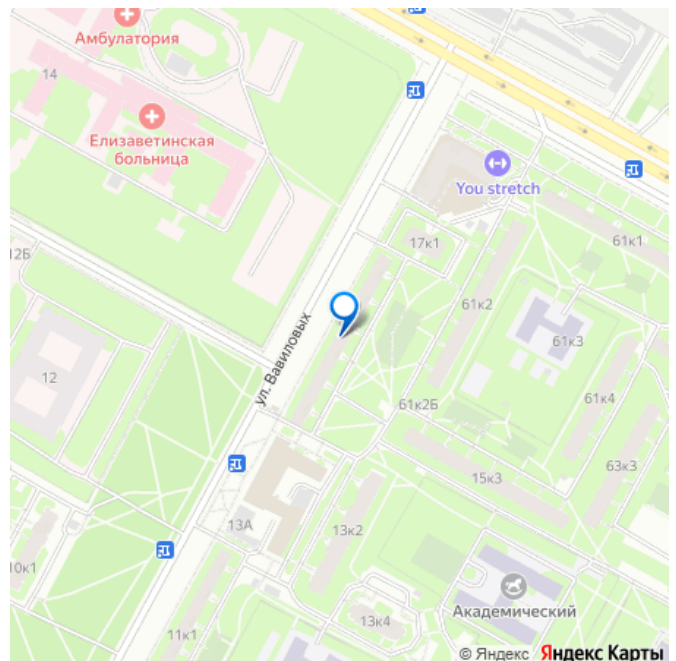 Амбулатория
14
Елизаветинская
больница
You stretch
17к1
61к1
12Б
61к2
61к3
ул. Вавиловых
12
61к2Б
61к4
63к3
15к3
13А
13к2
10к1
Академический
11к1
13к4
© Яндекс Яндекс Карты